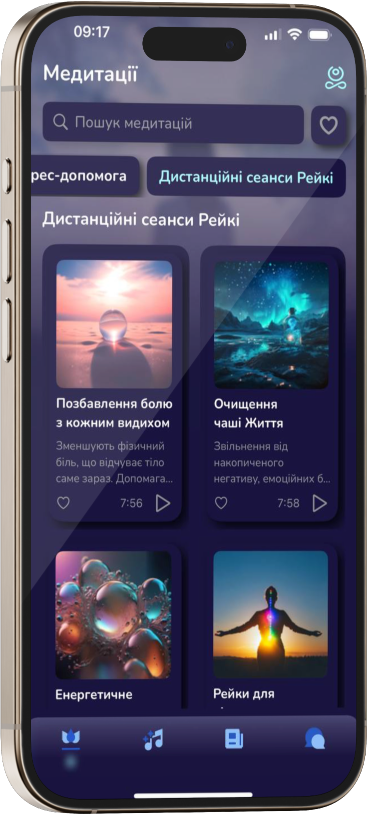 09:17
Медитації
Пошук медитацій
рес-допомога
Дистанційні сеанси Рейкі
Дистанційні сеанси Рейкі
Позбавлення болю
з кожним видихом
Зменшують фізичний
біль, що відчуває тіло
саме зараз. Допомага...
7:56
Очищення
чаші Життя
Звільнення від
накопиченого
негативу, емоційних б...
7:58
Енергетичне
Рейки для